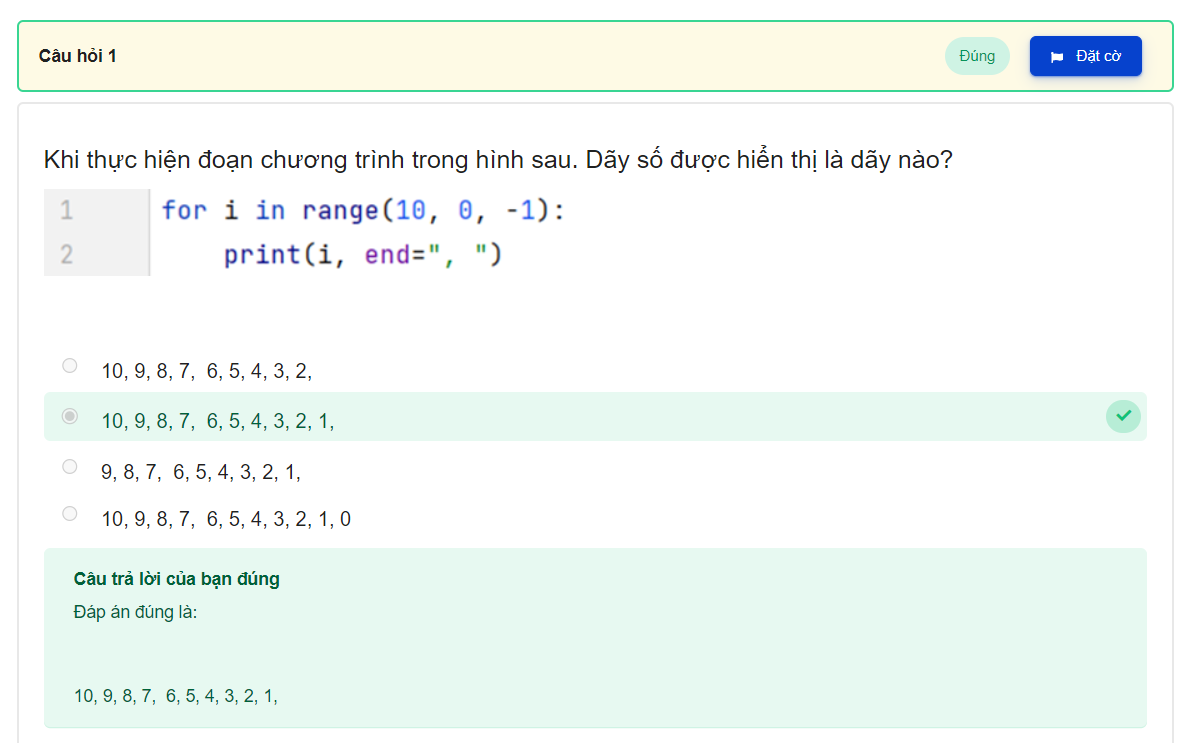 Câu hỏi 1
Đúng
Đặt cờ
Khi thực hiện đoạn chương trình trong hình sau. Dãy số được hiển thị là dãy nào?
1 for i in range(10, 0, -1):
2     print(i, end=", ")
10, 9, 8, 7,  6, 5, 4, 3, 2,
10, 9, 8, 7,  6, 5, 4, 3, 2, 1,
9, 8, 7,  6, 5, 4, 3, 2, 1,
10, 9, 8, 7,  6, 5, 4, 3, 2, 1, 0
Câu trả lời của bạn đúng
Đáp án đúng là:
10, 9, 8, 7,  6, 5, 4, 3, 2, 1,